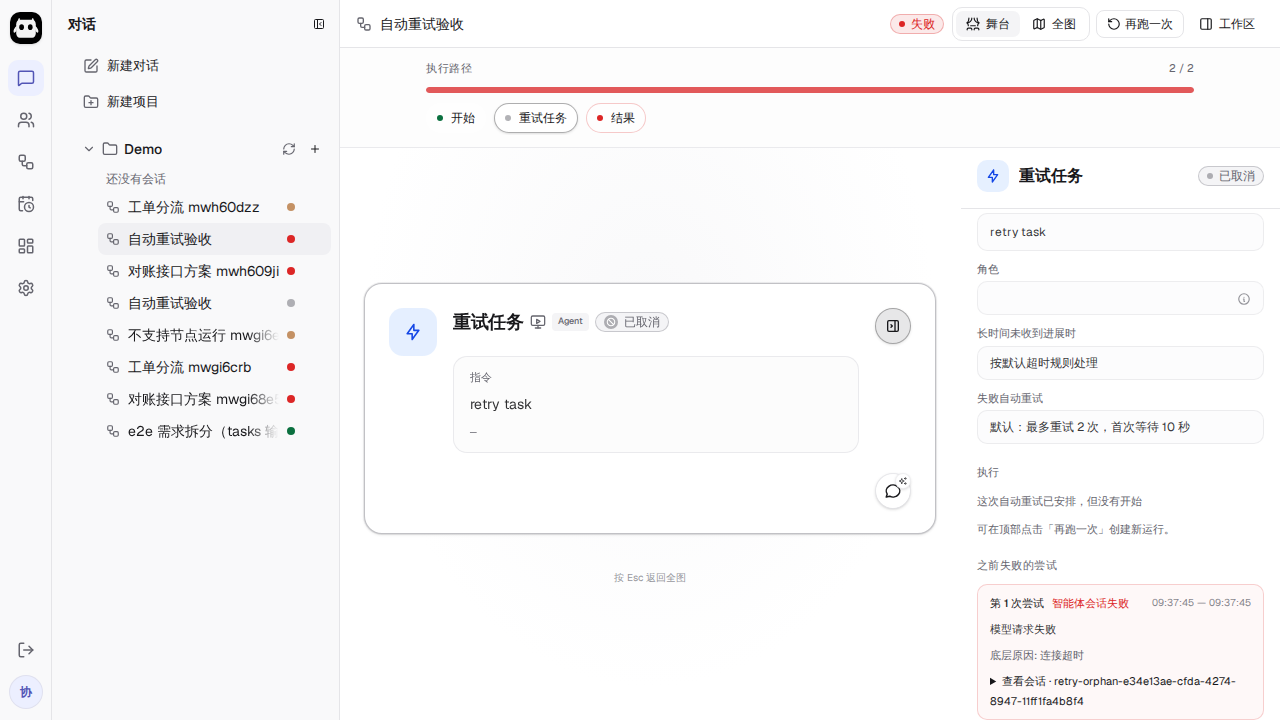 对话
新建对话
新建项目
Demo
还没有会话
工单分流 mwh60dzz
自动重试验收
对账接口方案 mwh609ji
自动重试验收
不支持节点运行 mwgi6e
工单分流 mwgi6crb
对账接口方案 mwgi68e
e2e 需求拆分（tasks 输
协
自动重试验收
失败
舞台
全图
再跑一次
工作区
执行路径
2 / 2
开始
重试任务
结果
重试任务
Agent
已取消
指令
retry task
–
按 Esc 返回全图
重试任务
已取消
retry task
角色
长时间未收到进展时
按默认超时规则处理
失败自动重试
默认：最多重试 2 次，首次等待 10 秒
执行
这次自动重试已安排，但没有开始
可在顶部点击「再跑一次」创建新运行。
之前失败的尝试
第 1 次尝试 智能体会话失败 09:37:45 — 09:37:45
模型请求失败
底层原因: 连接超时
查看会话 · retry-orphan-e34e13ae-cfda-4274-
8947-11ff1fa4b8f4